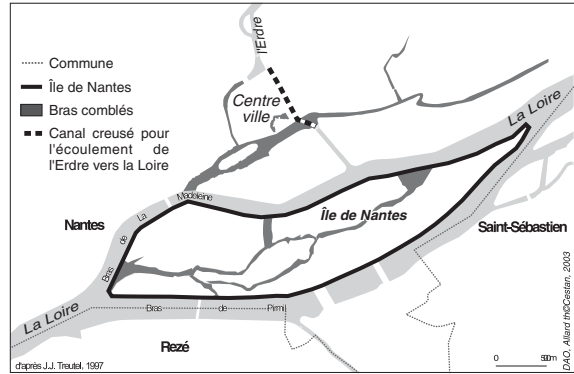 Commune
Île de Nantes
Bras comblés
Canal creusé pour
l'écoulement de
l'Erdre vers la Loire
l'Erdre
Centre
ville
La Loire
Nantes
Bras de La Madeleine
Île de Nantes
Saint-Sébastien
La Loire
Bras de Pirmil
Rezé
d'après J.J. Treutel, 1997
0
DAO, Allard th©Cestan, 2003